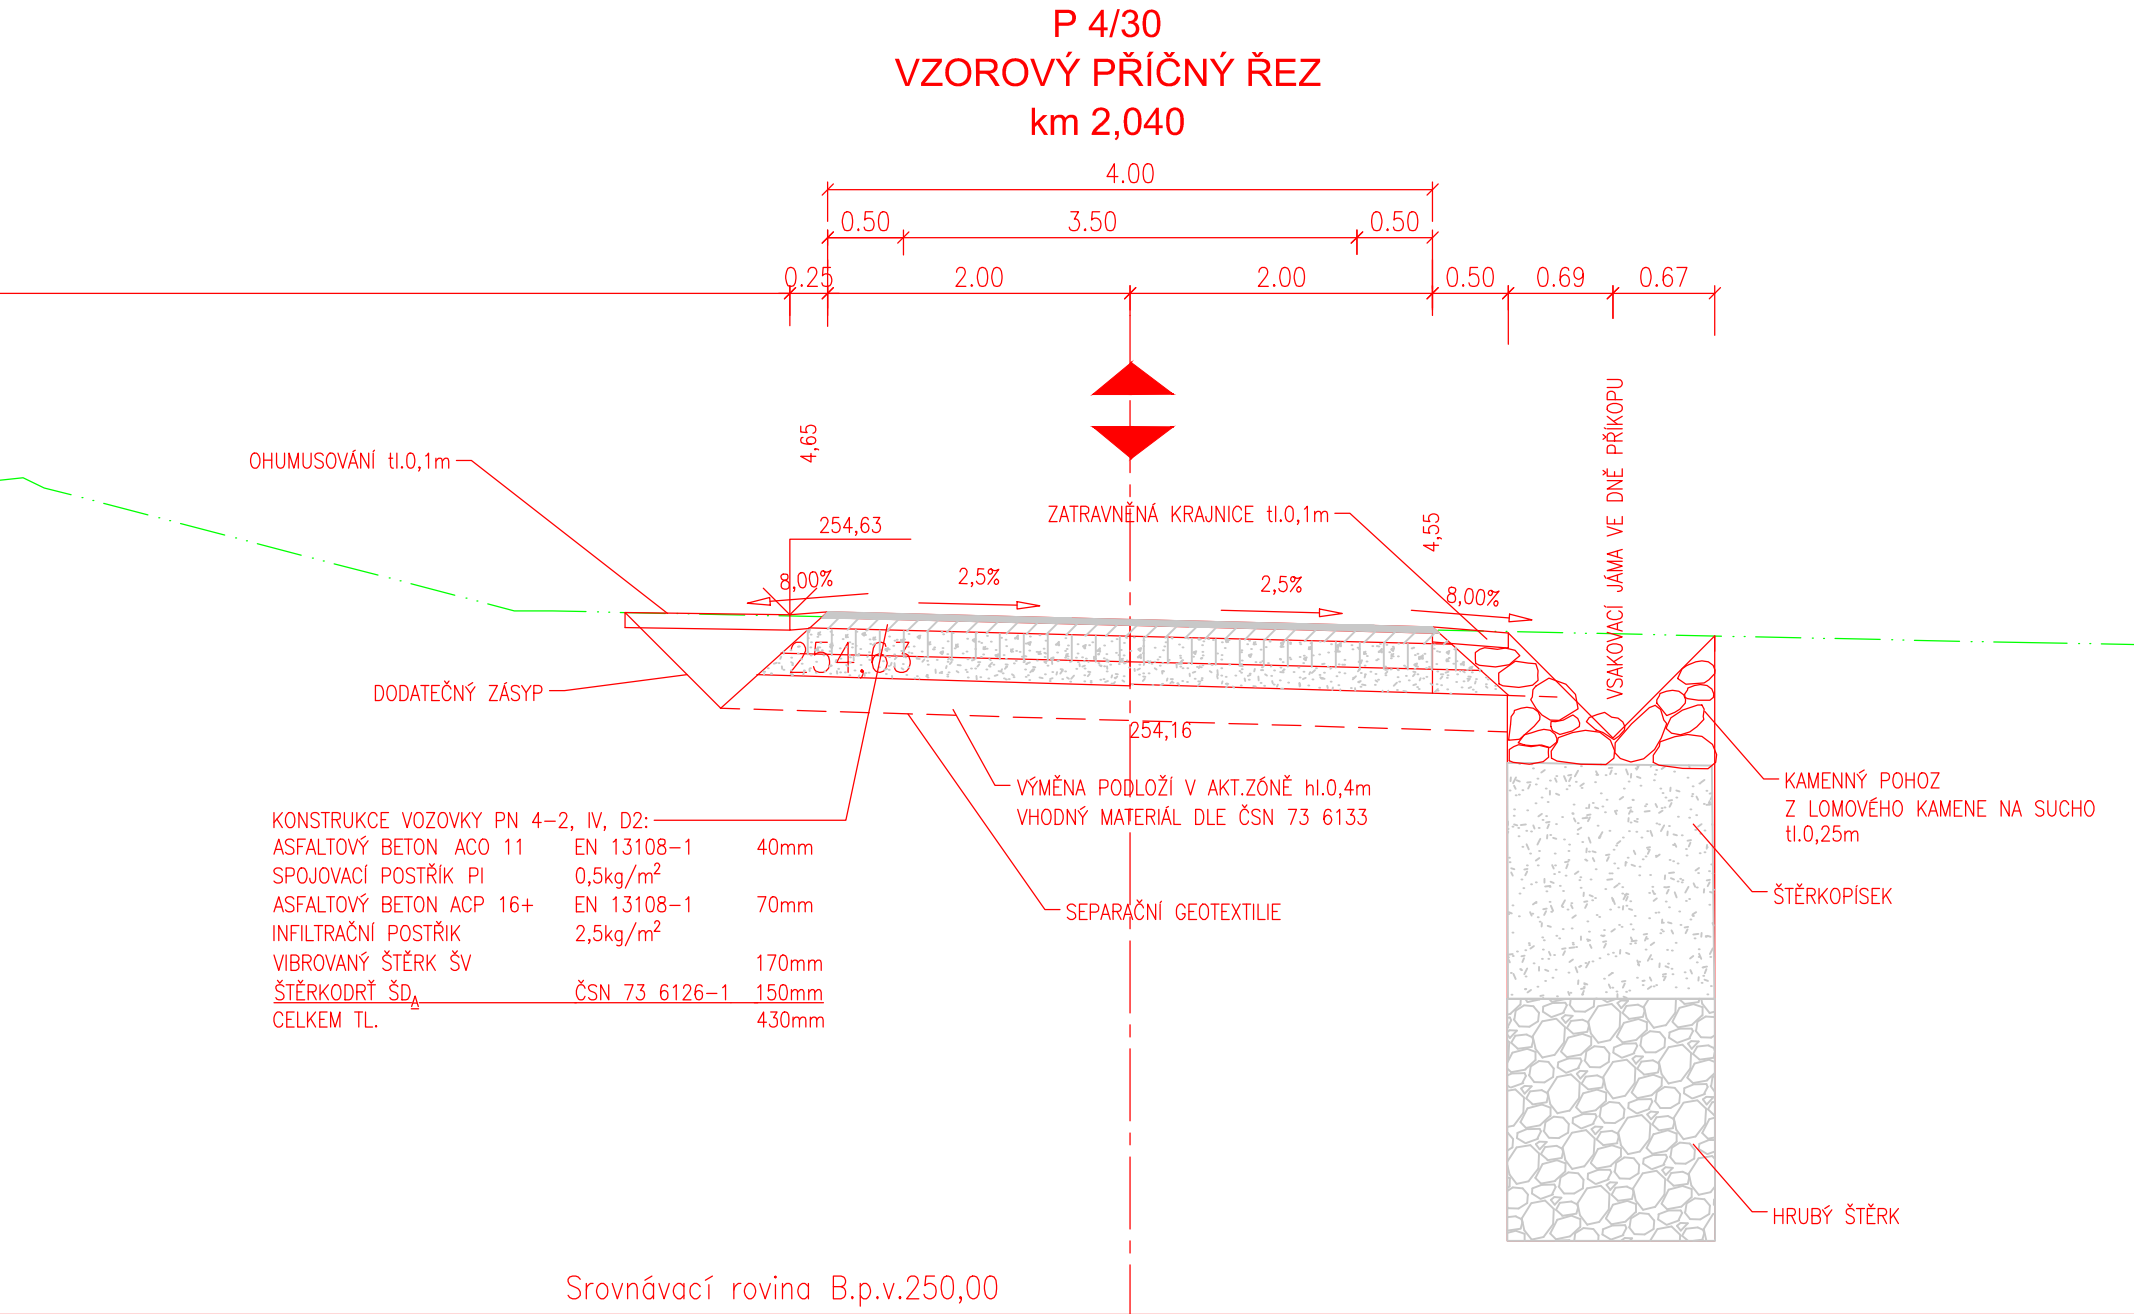 P 4/30
VZOROVÝ PŘÍČNÝ ŘEZ
km 2,040
4.00
0.50 3.50 0.50
0.25 2.00 2.00 0.50 0.69 0.67
VSAKOVACÍ JÁMA VE DNĚ PŘÍKOPU
4,65
OHUMUSOVÁNÍ tl.0,1m
ZATRAVNĚNÁ KRAJNICE tl.0,1m
4,55
254,63
8,00% 2,5% 2,5% 8,00%
254,63
DODATEČNÝ ZÁSYP
254,16
VÝMĚNA PODLOŽÍ V AKT.ZÓNĚ hl.0,4m
VHODNÝ MATERIÁL DLE ČSN 73 6133
KAMENNÝ POHOZ
Z LOMOVÉHO KAMENE NA SUCHO
tl.0,25m
KONSTRUKCE VOZOVKY PN 4-2, IV, D2:
ASFALTOVÝ BETON ACO 11 EN 13108-1 40mm
SPOJOVACÍ POSTŘÍK PI 0,5kg/m²
ASFALTOVÝ BETON ACP 16+ EN 13108-1 70mm
INFILTRAČNÍ POSTŘIK 2,5kg/m²
VIBROVANÝ ŠTĚRK ŠV 170mm
ŠTĚRKODRŤ ŠDA ČSN 73 6126-1 150mm
CELKEM TL. 430mm
SEPARAČNÍ GEOTEXTILIE
ŠTĚRKOPÍSEK
HRUBÝ ŠTĚRK
Srovnávací rovina B.p.v.250,00